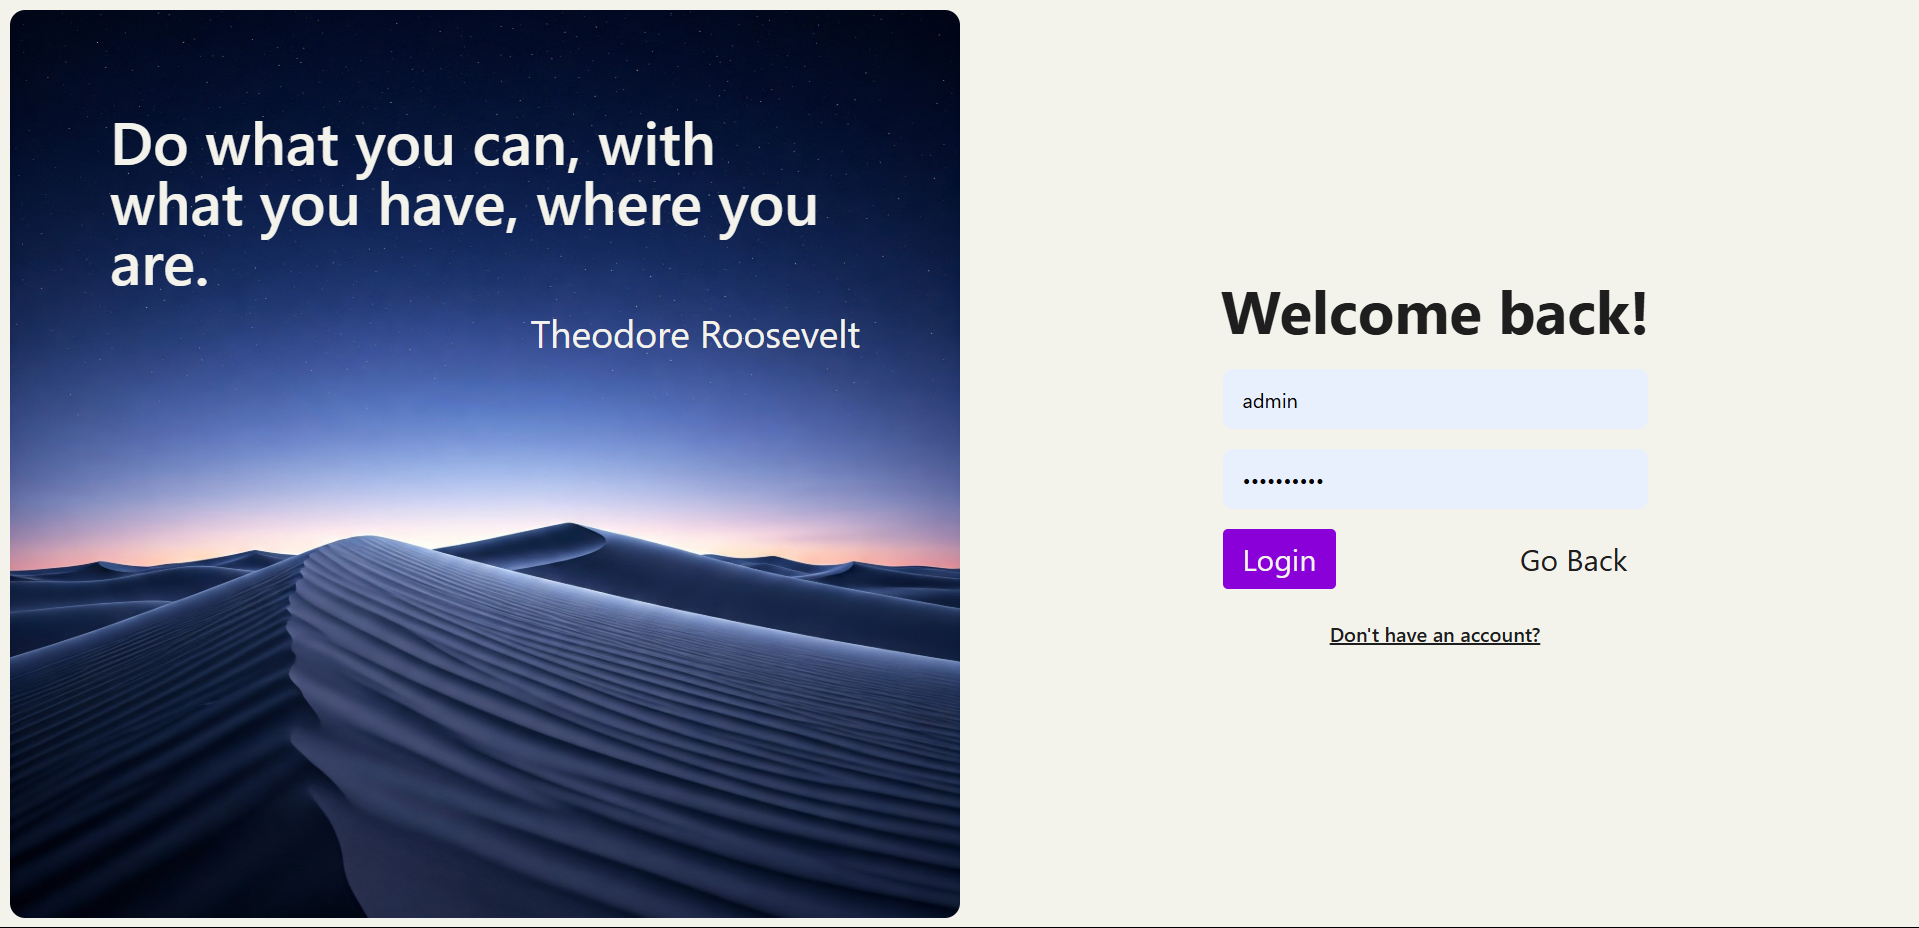 Do what you can, with
what you have, where you
are.
Theodore Roosevelt
Welcome back!
admin
••••••••••
Login
Go Back
Don't have an account?